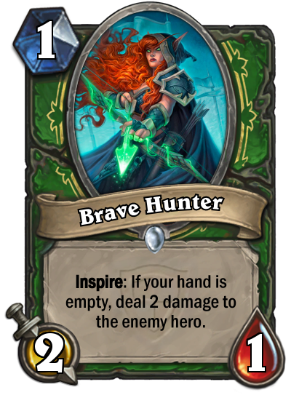 1
Brave Hunter
Inspire: If your hand is
empty, deal 2 damage to
the enemy hero.
2
1